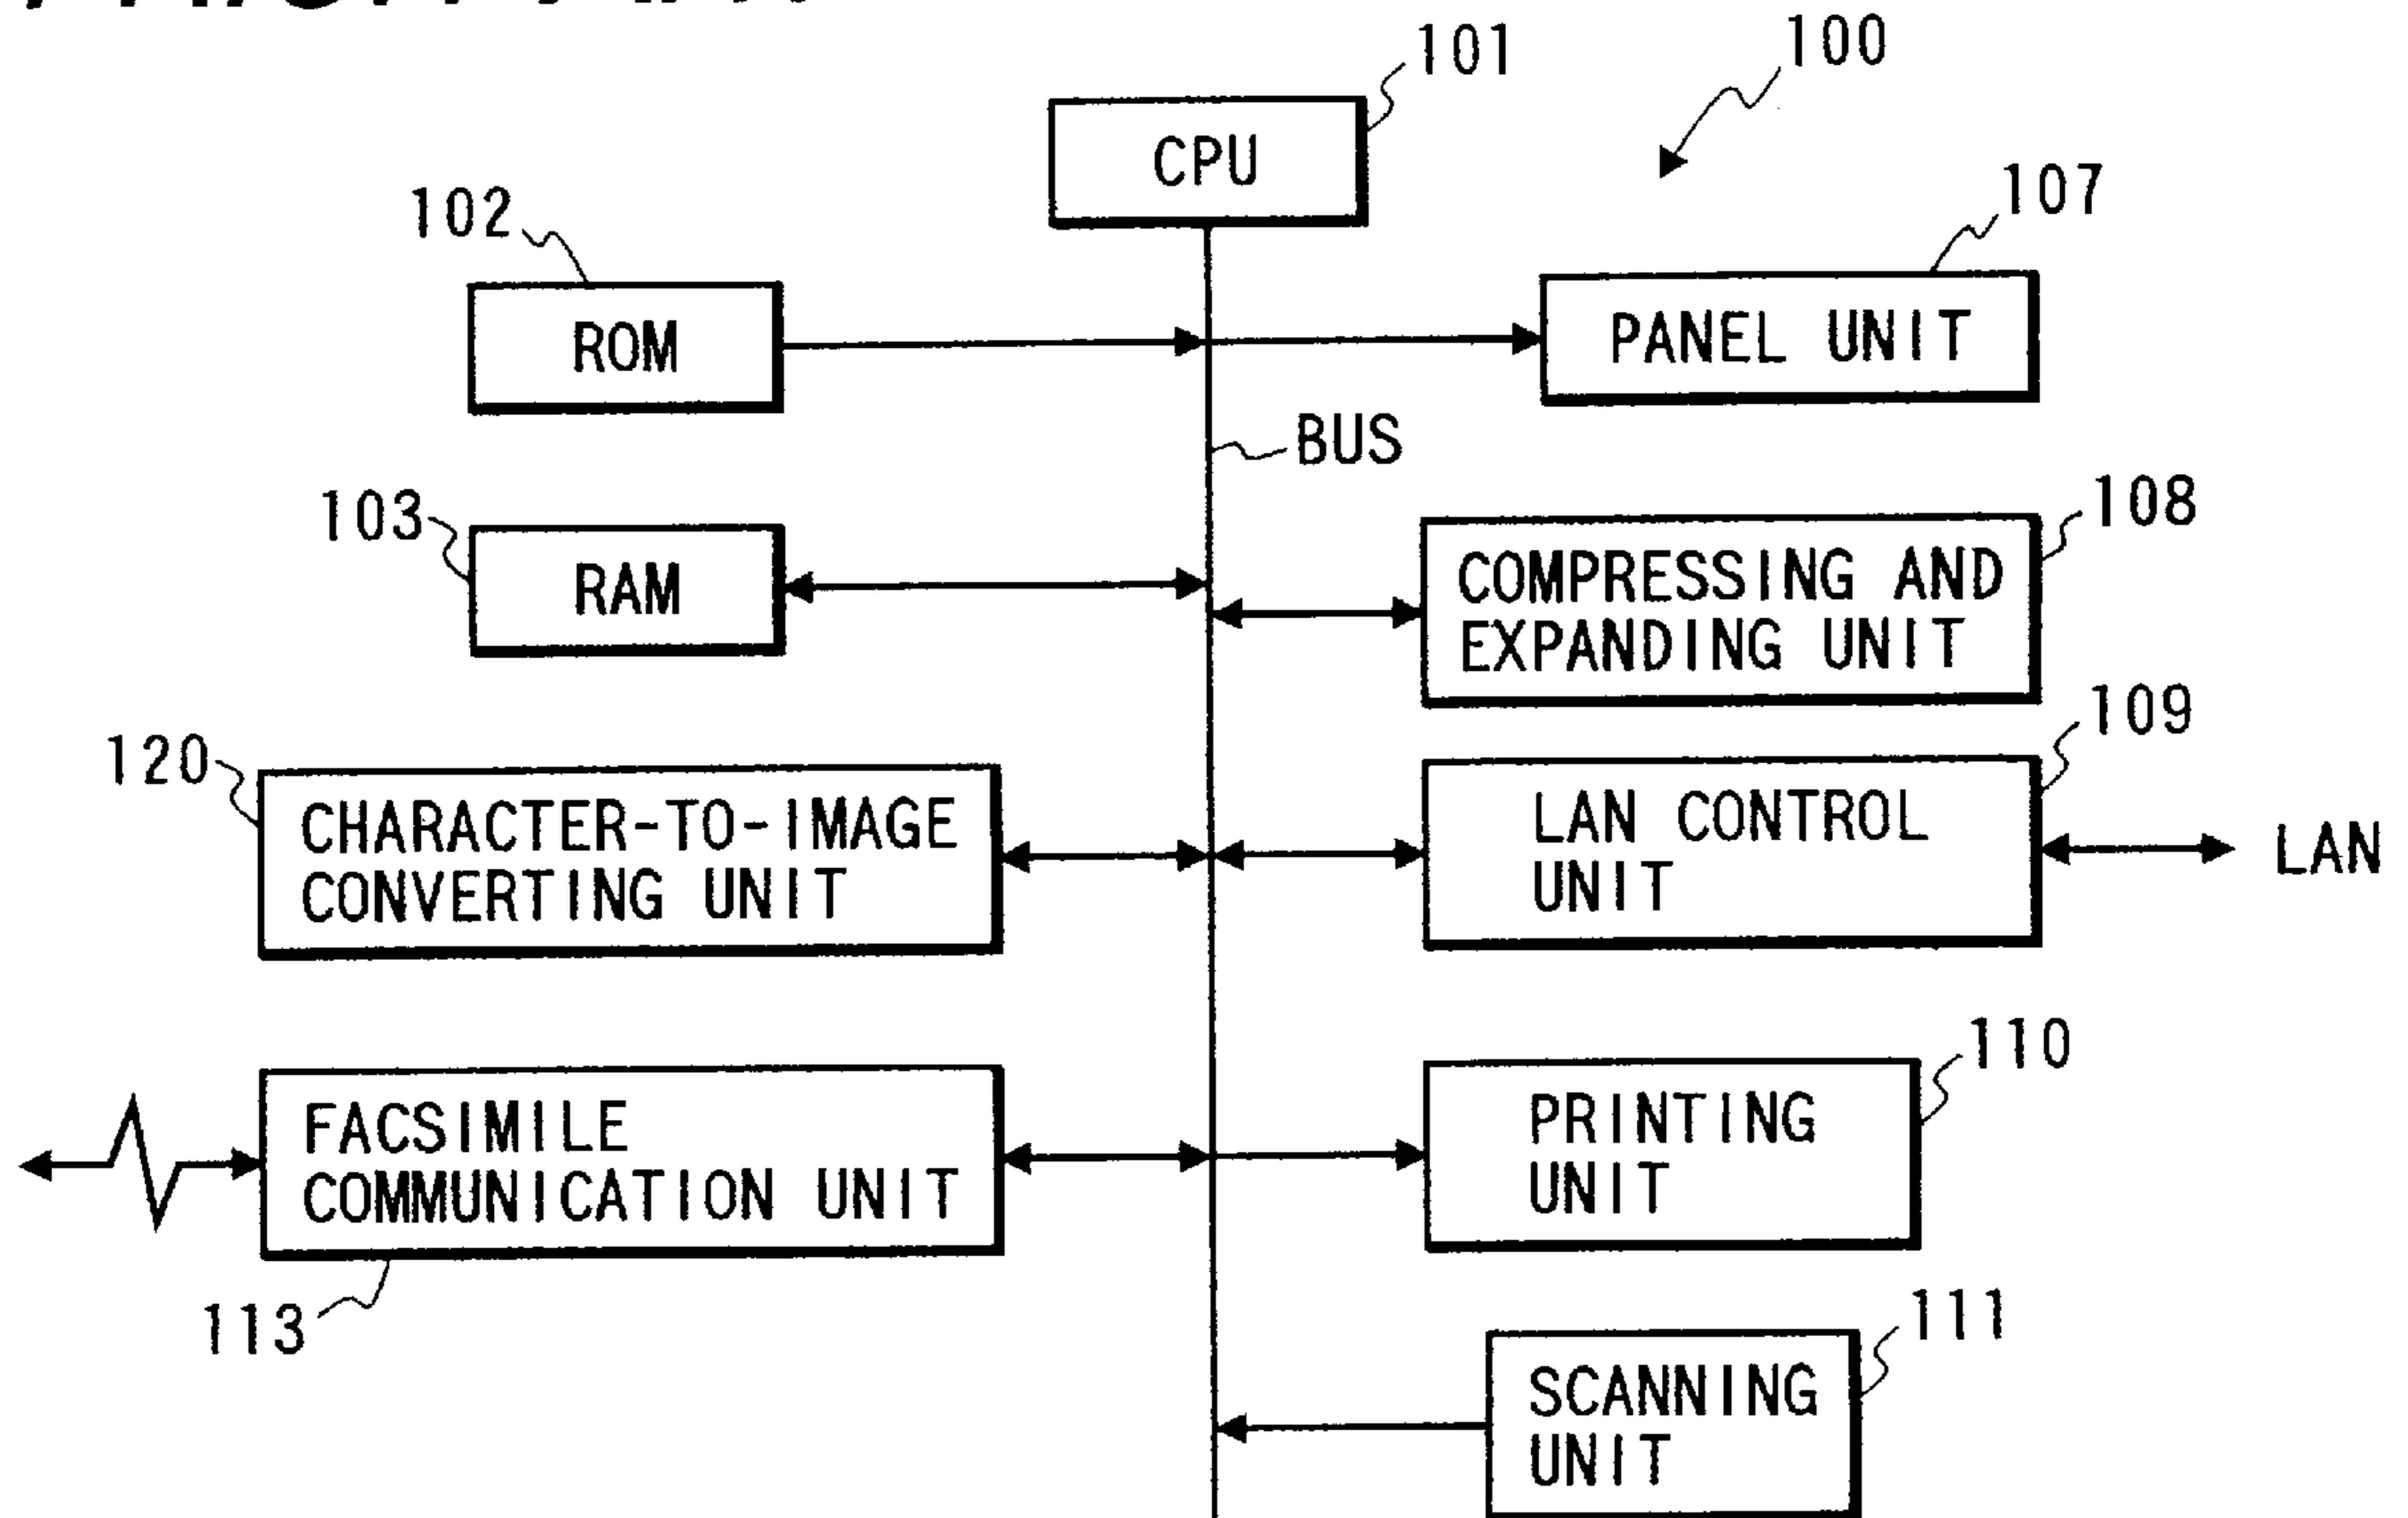 100
101
CPU
102
ROM
107
PANEL UNIT
BUS
103
RAM
108
COMPRESSING AND
EXPANDING UNIT
120
CHARACTER-TO-IMAGE
CONVERTING UNIT
109
LAN CONTROL
UNIT
LAN
FACSIMILE
COMMUNICATION UNIT
113
110
PRINTING
UNIT
111
SCANNING
UNIT